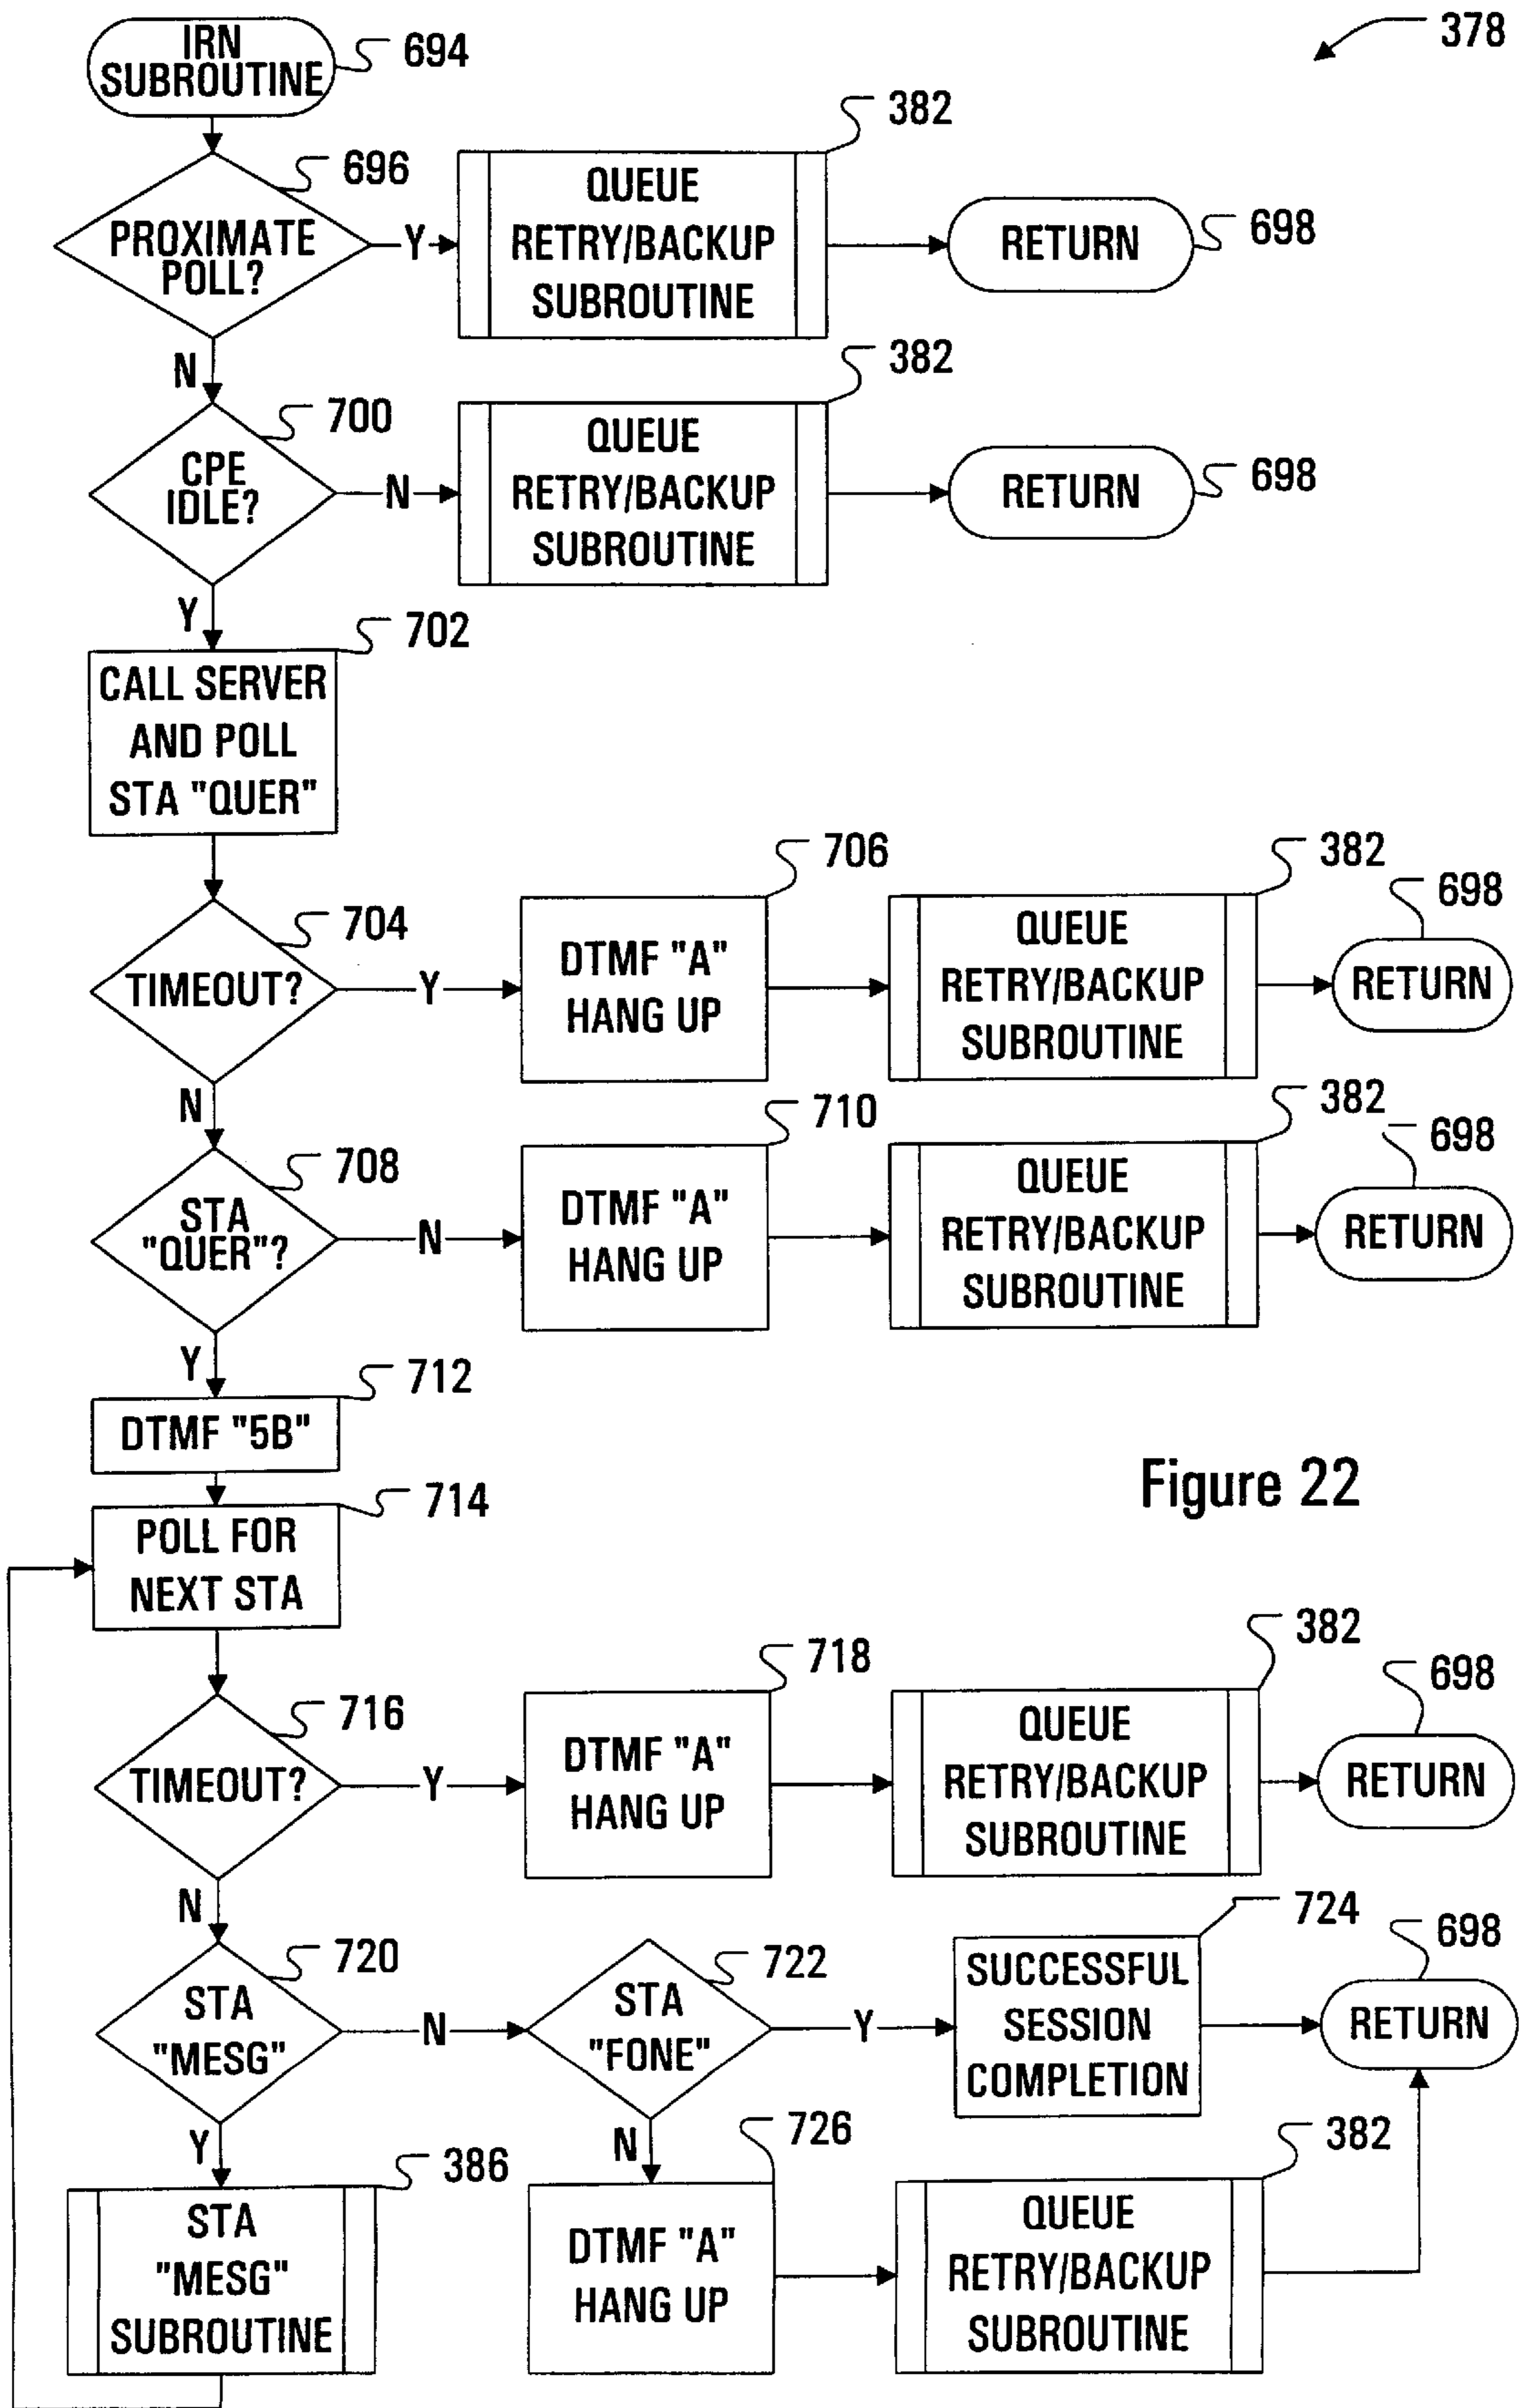 378
IRN
SUBROUTINE
694
696
PROXIMATE
POLL?
Y
382
QUEUE
RETRY/BACKUP
SUBROUTINE
RETURN
698
N
700
CPE
IDLE?
N
382
QUEUE
RETRY/BACKUP
SUBROUTINE
RETURN
698
Y
702
CALL SERVER
AND POLL
STA "QUER"
704
TIMEOUT?
Y
706
DTMF "A"
HANG UP
382
QUEUE
RETRY/BACKUP
SUBROUTINE
698
RETURN
N
708
STA
"QUER"?
N
710
DTMF "A"
HANG UP
382
QUEUE
RETRY/BACKUP
SUBROUTINE
698
RETURN
Y
712
DTMF "5B"
Figure 22
714
POLL FOR
NEXT STA
716
TIMEOUT?
Y
718
DTMF "A"
HANG UP
382
QUEUE
RETRY/BACKUP
SUBROUTINE
698
RETURN
N
720
STA
"MESG"
N
722
STA
"FONE"
Y
724
SUCCESSFUL
SESSION
COMPLETION
698
RETURN
Y
386
STA
"MESG"
SUBROUTINE
N
726
DTMF "A"
HANG UP
382
QUEUE
RETRY/BACKUP
SUBROUTINE